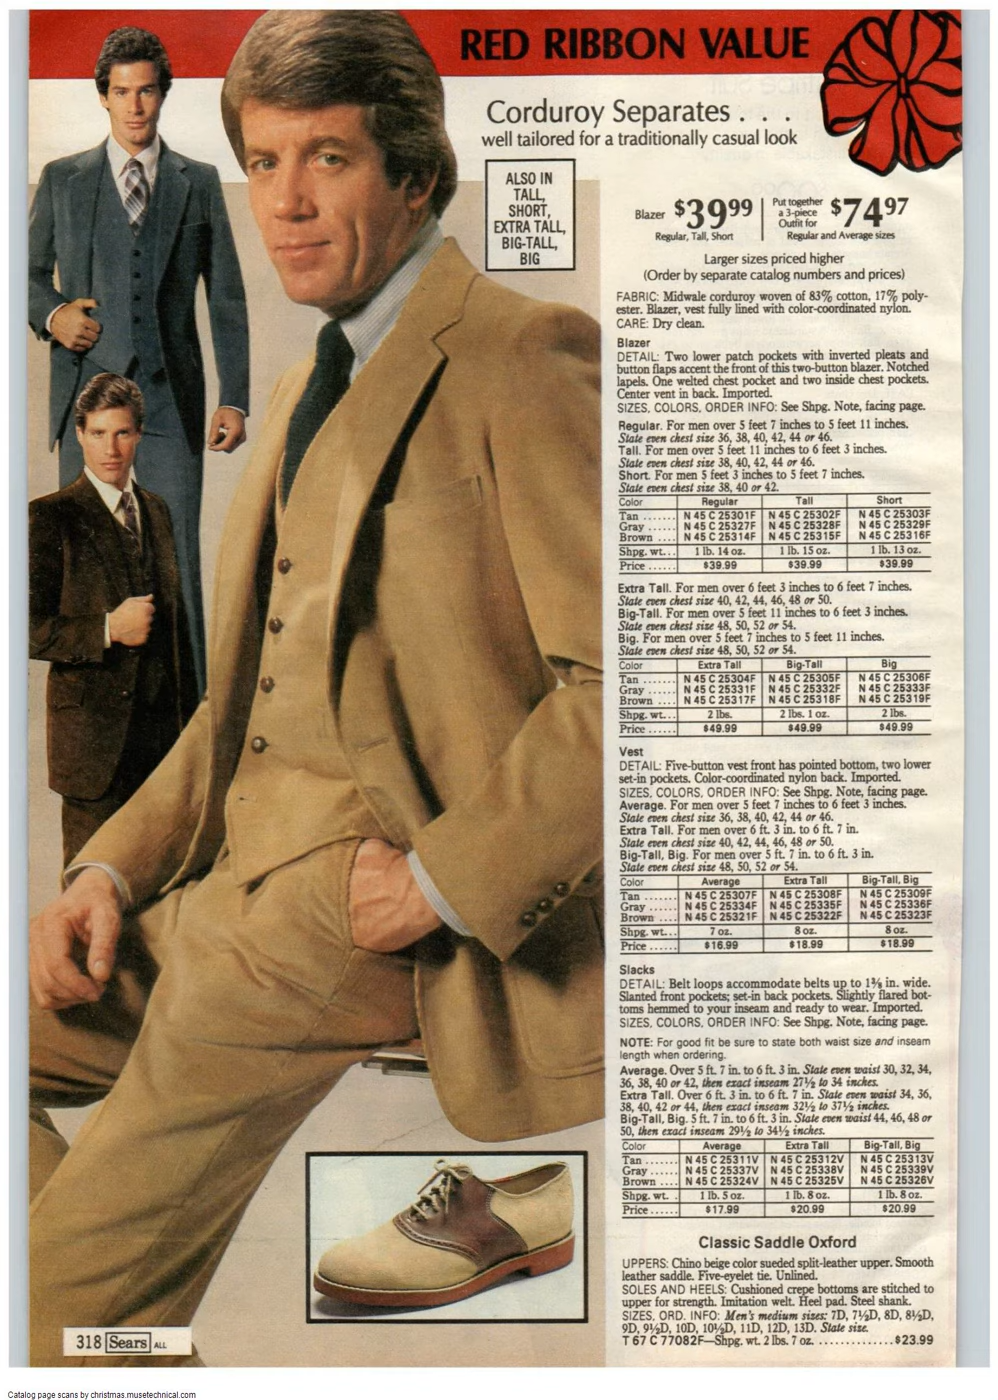 RED RIBBON VALUE
Corduroy Separates . . .
well tailored for a traditionally casual look
ALSO IN
TALL,
SHORT,
EXTRA TALL,
BIG-TALL,
BIG
Blazer $39⁹⁹
Regular, Tall, Short
Put together
a 3-piece
Outfit for
$74⁹⁷
Regular and Average sizes
Larger sizes priced higher
(Order by separate catalog numbers and prices)
FABRIC: Midwale corduroy woven of 83% cotton, 17% poly-
ester. Blazer, vest fully lined with color-coordinated nylon.
CARE: Dry clean.
Blazer
DETAIL: Two lower patch pockets with inverted pleats and
button flaps accent the front of this two-button blazer. Notched
lapels. One welted chest pocket and two inside chest pockets.
Center vent in back. Imported.
SIZES, COLORS, ORDER INFO: See Shpg. Note, facing page.
Regular. For men over 5 feet 7 inches to 5 feet 11 inches.
State even chest size 36, 38, 40, 42, 44 or 46.
Tall. For men over 5 feet 11 inches to 6 feet 3 inches.
State even chest size 38, 40, 42, 44 or 46.
Short. For men 5 feet 3 inches to 5 feet 7 inches.
State even chest size 38, 40 or 42.
Color Regular Tall Short
Tan ....... N 45 C 25301F N 45 C 25302F N 45 C 25303F
Gray ...... N 45 C 25327F N 45 C 25328F N 45 C 25329F
Brown .... N 45 C 25314F N 45 C 25315F N 45 C 25316F
Shpg. wt... 1 lb. 14 oz. 1 lb. 15 oz. 1 lb. 13 oz.
Price ...... $39.99 $39.99 $39.99
Extra Tall. For men over 6 feet 3 inches to 6 feet 7 inches.
State even chest size 40, 42, 44, 46, 48 or 50.
Big-Tall. For men over 5 feet 11 inches to 6 feet 3 inches.
State even chest size 48, 50, 52 or 54.
Big. For men over 5 feet 7 inches to 5 feet 11 inches.
State even chest size 48, 50, 52 or 54.
Color Extra Tall Big-Tall Big
Tan ....... N 45 C 25304F N 45 C 25305F N 45 C 25306F
Gray ...... N 45 C 25331F N 45 C 25332F N 45 C 25333F
Brown .... N 45 C 25317F N 45 C 25318F N 45 C 25319F
Shpg. wt... 2 lbs. 2 lbs. 1 oz. 2 lbs.
Price ...... $49.99 $49.99 $49.99
Vest
DETAIL: Five-button vest front has pointed bottom, two lower
set-in pockets. Color-coordinated nylon back. Imported.
SIZES, COLORS, ORDER INFO: See Shpg. Note, facing page.
Average. For men over 5 feet 7 inches to 6 feet 3 inches.
State even chest size 36, 38, 40, 42, 44 or 46.
Extra Tall. For men over 6 ft. 3 in. to 6 ft. 7 in.
State even chest size 40, 42, 44, 46, 48 or 50.
Big-Tall, Big. For men over 5 ft. 7 in. to 6 ft. 3 in.
State even chest size 48, 50, 52 or 54.
Color Average Extra Tall Big-Tall, Big
Tan ....... N 45 C 25307F N 45 C 25308F N 45 C 25309F
Gray ...... N 45 C 25334F N 45 C 25335F N 45 C 25336F
Brown .... N 45 C 25321F N 45 C 25322F N 45 C 25323F
Shpg. wt... 7 oz. 8 oz. 8 oz.
Price ...... $16.99 $18.99 $18.99
Slacks
DETAIL: Belt loops accommodate belts up to 1⅜ in. wide.
Slanted front pockets; set-in back pockets. Slightly flared bot-
toms hemmed to your inseam and ready to wear. Imported.
SIZES, COLORS, ORDER INFO: See Shpg. Note, facing page.
NOTE: For good fit be sure to state both waist size and inseam
length when ordering.
Average. Over 5 ft. 7 in. to 6 ft. 3 in. State even waist 30, 32, 34,
36, 38, 40 or 42, then exact inseam 27½ to 34 inches.
Extra Tall. Over 6 ft. 3 in. to 6 ft. 7 in. State even waist 34, 36,
38, 40, 42 or 44, then exact inseam 32½ to 37½ inches.
Big-Tall, Big. 5 ft. 7 in. to 6 ft. 3 in. State even waist 44, 46, 48 or
50, then exact inseam 29½ to 34½ inches.
Color Average Extra Tall Big-Tall, Big
Tan ....... N 45 C 25311V N 45 C 25312V N 45 C 25313V
Gray ...... N 45 C 25337V N 45 C 25338V N 45 C 25339V
Brown .... N 45 C 25324V N 45 C 25325V N 45 C 25326V
Shpg. wt. . 1 lb. 5 oz. 1 lb. 8 oz. 1 lb. 8 oz.
Price ...... $17.99 $20.99 $20.99
Classic Saddle Oxford
UPPERS: Chino beige color sueded split-leather upper. Smooth
leather saddle. Five-eyelet tie. Unlined.
SOLES AND HEELS: Cushioned crepe bottoms are stitched to
upper for strength. Imitation welt. Heel pad. Steel shank.
SIZES, ORD. INFO: Men's medium sizes: 7D, 7½D, 8D, 8½D,
9D, 9½D, 10D, 10½D, 11D, 12D, 13D. State size.
T 67 C 77082F—Shpg. wt. 2 lbs. 7 oz. ..............$23.99
318 Sears ALL
Catalog page scans by christmas.musetechnical.com